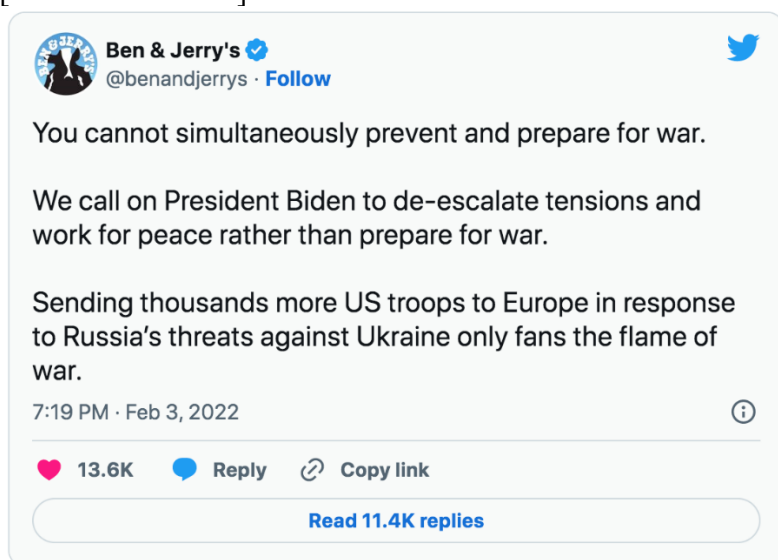 Ben & Jerry's
@benandjerrys · Follow
You cannot simultaneously prevent and prepare for war.
We call on President Biden to de-escalate tensions and
work for peace rather than prepare for war.
Sending thousands more US troops to Europe in response
to Russia’s threats against Ukraine only fans the flame of
war.
7:19 PM · Feb 3, 2022
13.6K Reply Copy link
Read 11.4K replies